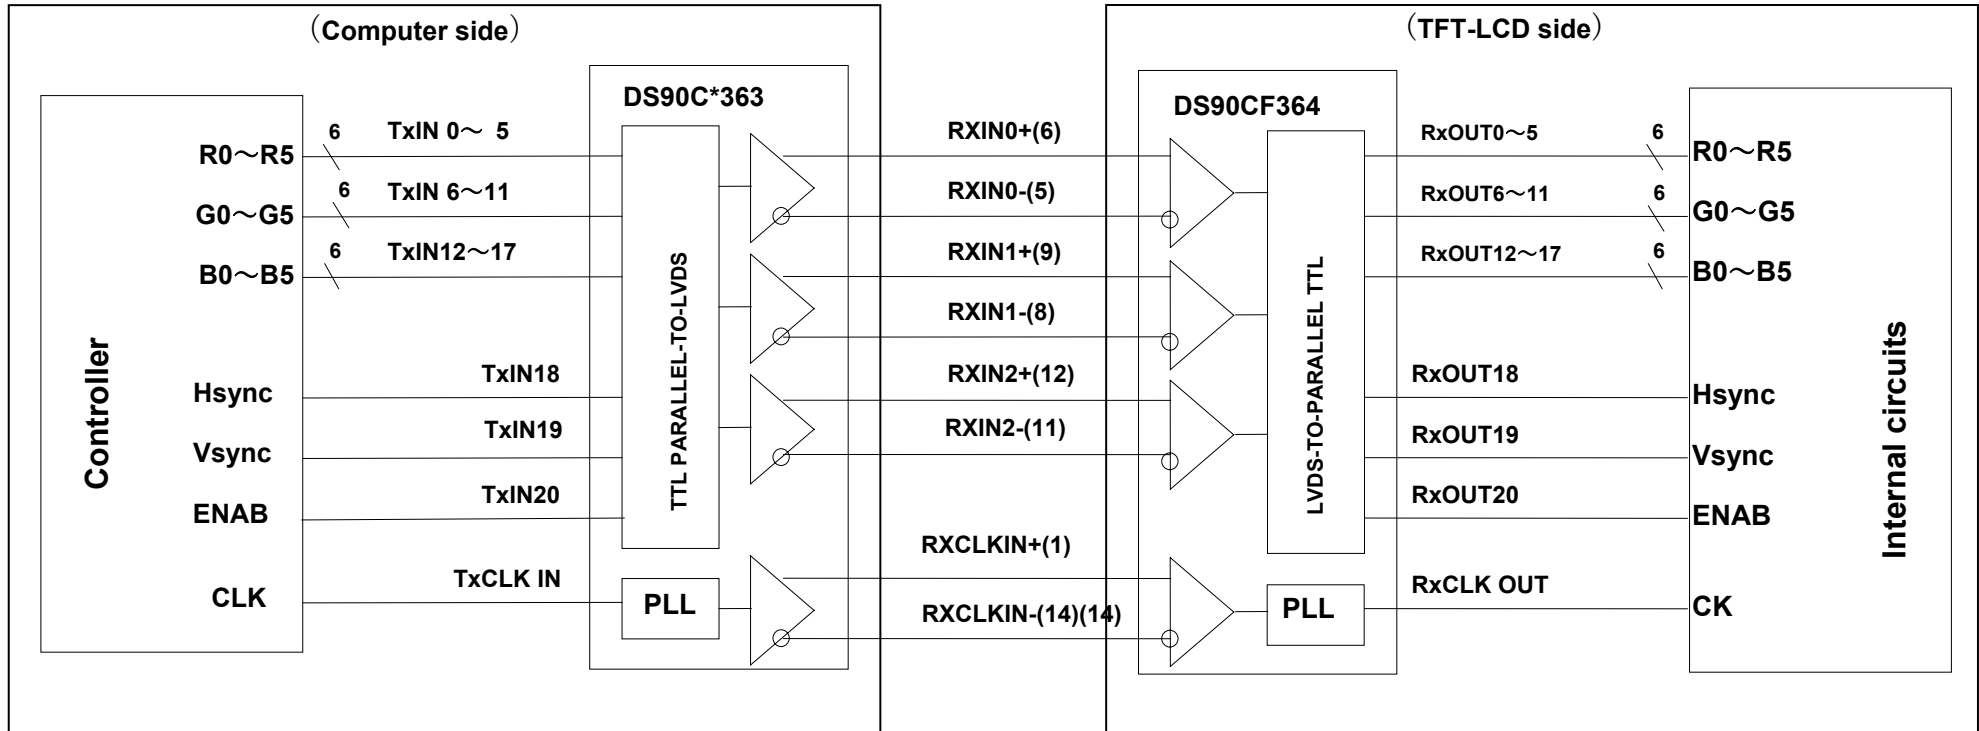 （Computer side）
Controller
R0～R5
G0～G5
B0～B5
Hsync
Vsync
ENAB
CLK
6
TxIN 0～ 5
6
TxIN 6～11
6
TxIN12～17
TxIN18
TxIN19
TxIN20
TxCLK IN
DS90C*363
TTL PARALLEL-TO-LVDS
PLL
RXIN0+(6)
RXIN0-(5)
RXIN1+(9)
RXIN1-(8)
RXIN2+(12)
RXIN2-(11)
RXCLKIN+(1)
RXCLKIN-(14)(14)
（TFT-LCD side）
DS90CF364
LVDS-TO-PARALLEL TTL
PLL
RxOUT0～5
6
RxOUT6～11
6
RxOUT12～17
6
RxOUT18
RxOUT19
RxOUT20
RxCLK OUT
R0～R5
G0～G5
B0～B5
Hsync
Vsync
ENAB
CK
Internal circuits